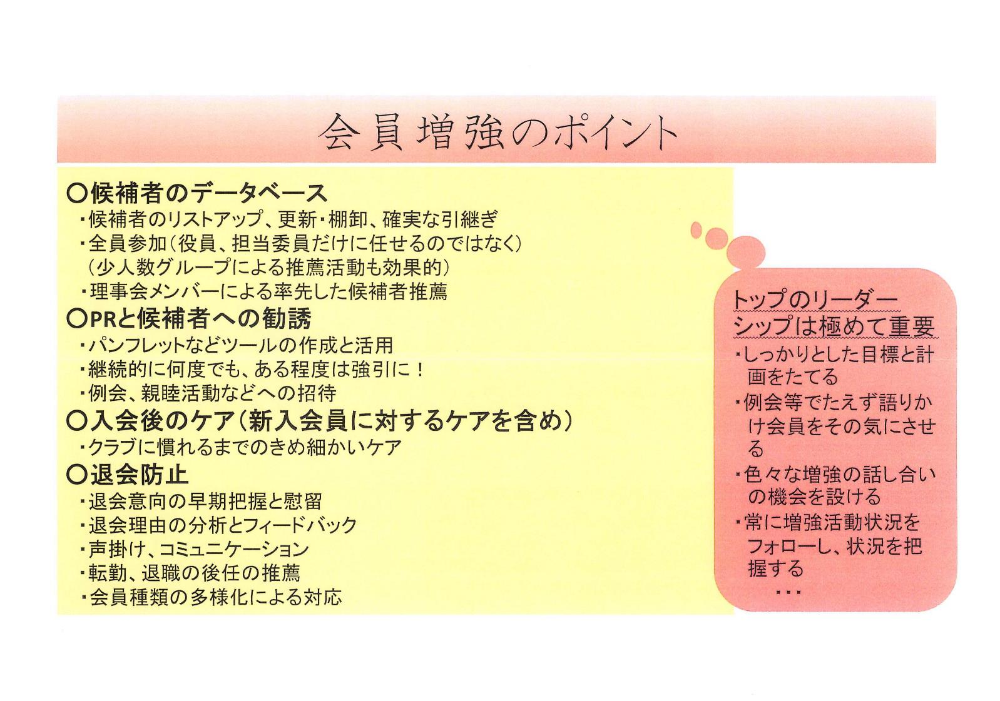 会員増強のポイント
〇候補者のデータベース
・候補者のリストアップ、更新・棚卸、確実な引継ぎ
・全員参加（役員、担当委員だけに任せるのではなく）
（少人数グループによる推薦活動も効果的）
・理事会メンバーによる率先した候補者推薦
〇PRと候補者への勧誘
・パンフレットなどツールの作成と活用
・継続的に何度でも、ある程度は強引に！
・例会、親睦活動などへの招待
〇入会後のケア（新入会員に対するケアを含め）
・クラブに慣れるまでのきめ細かいケア
〇退会防止
・退会意向の早期把握と慰留
・退会理由の分析とフィードバック
・声掛け、コミュニケーション
・転勤、退職の後任の推薦
・会員種類の多様化による対応
トップのリーダー
シップは極めて重要
・しっかりとした目標と計
画をたてる
・例会等でたえず語りか
け会員をその気にさせ
る
・色々な増強の話し合い
の機会を設ける
・常に増強活動状況を
フォローし、状況を把
握する
・・・